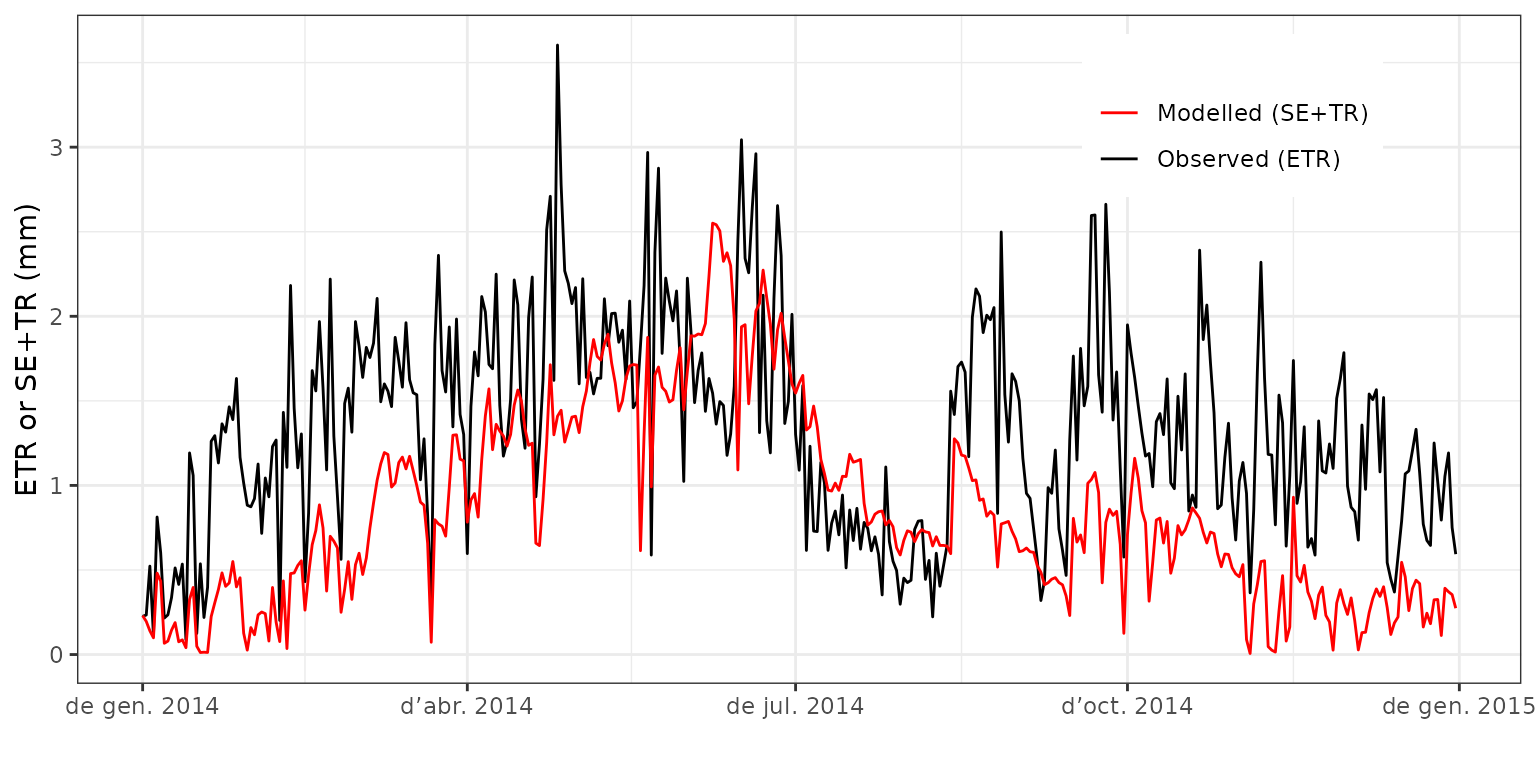 ETR or SE+TR (mm)
3
2
1
0
Modelled (SE+TR)
Observed (ETR)
de gen. 2014
d’abr. 2014
de jul. 2014
d’oct. 2014
de gen. 2015